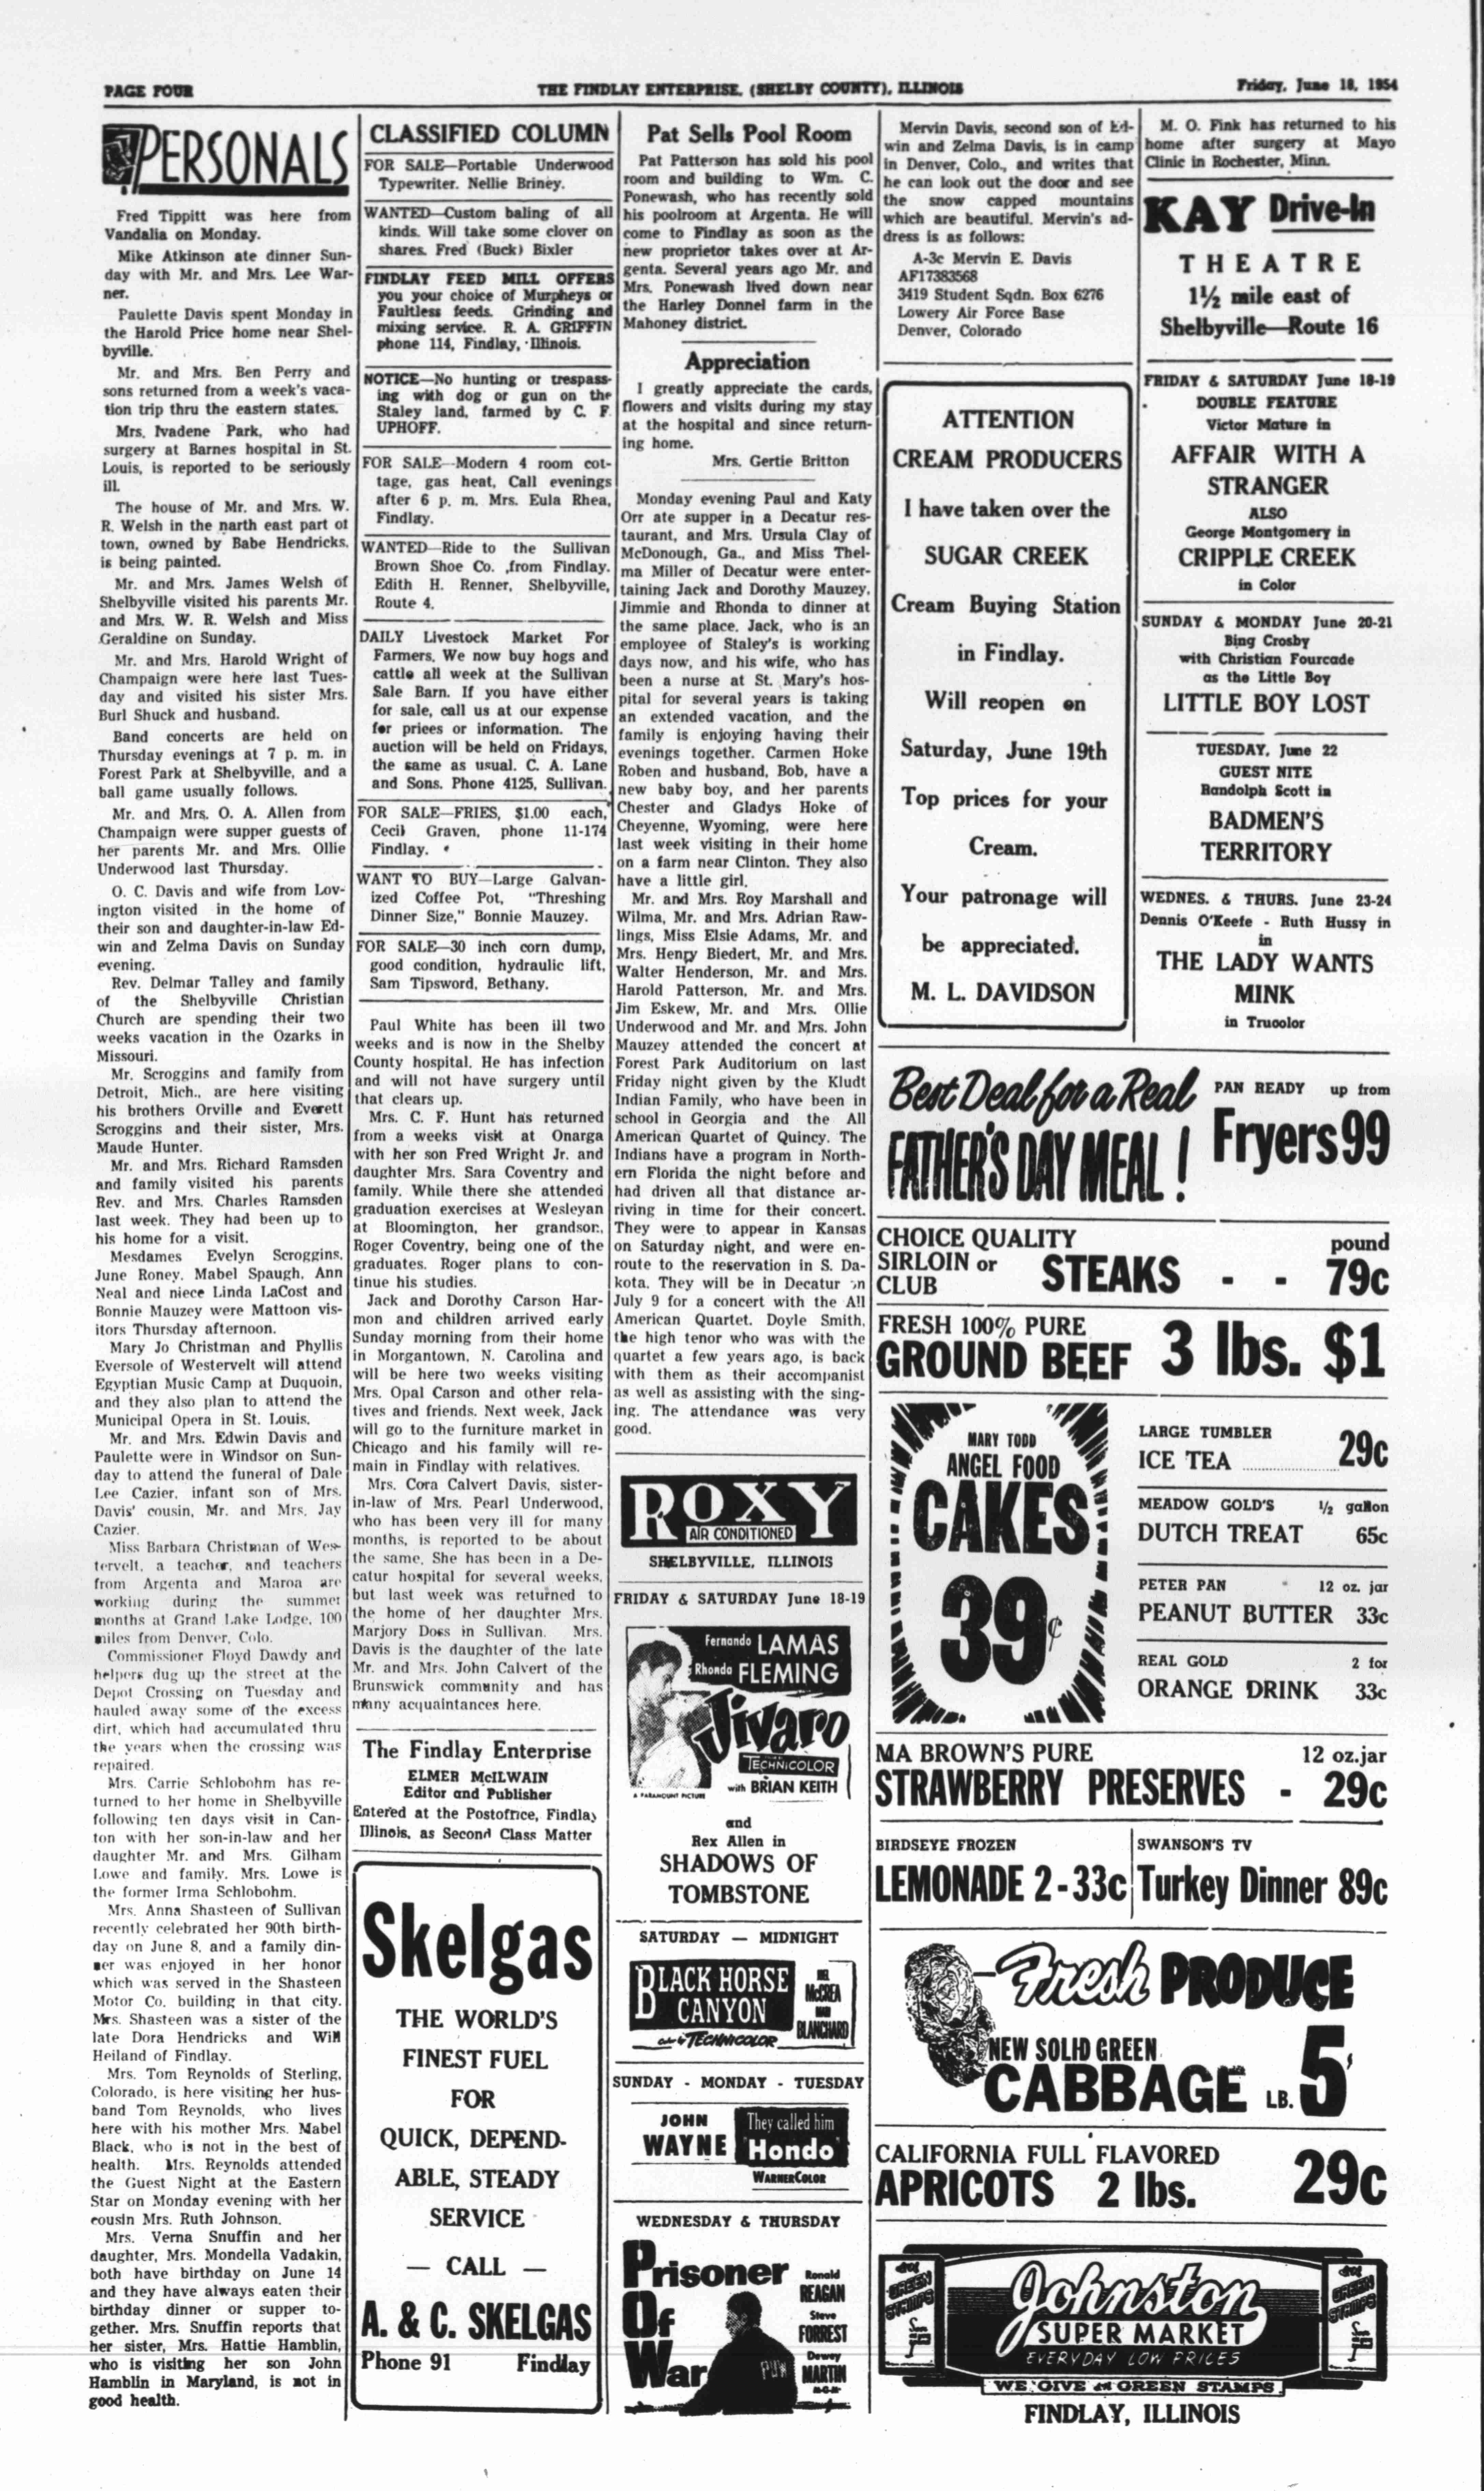 PAGE FOUR
THE FINDLAY ENTERPRISE, (SHELBY COUNTY), ILLINOIS
Friday, June 18, 1954
PERSONALS
Fred Tippitt was here from
Vandalia on Monday.
Mike Atkinson ate dinner Sun-
day with Mr. and Mrs. Lee War-
ner.
Paulette Davis spent Monday in
the Harold Price home near Shel-
byville.
Mr. and Mrs. Ben Perry and
sons returned from a week's vaca-
tion trip thru the eastern states.
Mrs. Ivadene Park, who had
surgery at Barnes hospital in St.
Louis, is reported to be seriously
ill.
The house of Mr. and Mrs. W.
R. Welsh in the narth east part of
town, owned by Babe Hendricks,
is being painted.
Mr. and Mrs. James Welsh of
Shelbyville visited his parents Mr.
and Mrs. W. R. Welsh and Miss
Geraldine on Sunday.
Mr. and Mrs. Harold Wright of
Champaign were here last Tues-
day and visited his sister Mrs.
Burl Shuck and husband.
Band concerts are held on
Thursday evenings at 7 p. m. in
Forest Park at Shelbyville, and a
ball game usually follows.
Mr. and Mrs. O. A. Allen from
Champaign were supper guests of
her parents Mr. and Mrs. Ollie
Underwood last Thursday.
O. C. Davis and wife from Lov-
ington visited in the home of
their son and daughter-in-law Ed-
win and Zelma Davis on Sunday
evening.
Rev. Delmar Talley and family
of the Shelbyville Christian
Church are spending their two
weeks vacation in the Ozarks in
Missouri.
Mr. Scroggins and family from
Detroit, Mich., are here visiting
his brothers Orville and Everett
Scroggins and their sister, Mrs.
Maude Hunter.
Mr. and Mrs. Richard Ramsden
and family visited his parents
Rev. and Mrs. Charles Ramsden
last week. They had been up to
his home for a visit.
Mesdames Evelyn Scroggins,
June Roney, Mabel Spaugh, Ann
Neal and niece Linda LaCost and
Bonnie Mauzey were Mattoon vis-
itors Thursday afternoon.
Mary Jo Christman and Phyllis
Eversole of Westervelt will attend
Egyptian Music Camp at Duquoin,
and they also plan to attend the
Municipal Opera in St. Louis.
Mr. and Mrs. Edwin Davis and
Paulette were in Windsor on Sun-
day to attend the funeral of Dale
Lee Cazier, infant son of Mrs.
Davis' cousin, Mr. and Mrs. Jay
Cazier.
Miss Barbara Christman of Wes-
tervelt, a teacher, and teachers
from Argenta and Maroa are
working during the summer
months at Grand Lake Lodge, 100
miles from Denver, Colo.
Commissioner Floyd Dawdy and
helpers dug up the street at the
Depot Crossing on Tuesday and
hauled away some of the excess
dirt, which had accumulated thru
the years when the crossing was
repaired.
Mrs. Carrie Schlobohm has re-
turned to her home in Shelbyville
following ten days visit in Can-
ton with her son-in-law and her
daughter Mr. and Mrs. Gilham
Lowe and family. Mrs. Lowe is
the former Irma Schlobohm.
Mrs. Anna Shasteen of Sullivan
recently celebrated her 90th birth-
day on June 8, and a family din-
ner was enjoyed in her honor
which was served in the Shasteen
Motor Co. building in that city.
Mrs. Shasteen was a sister of the
late Dora Hendricks and Will
Heiland of Findlay.
Mrs. Tom Reynolds of Sterling,
Colorado, is here visiting her hus-
band Tom Reynolds, who lives
here with his mother Mrs. Mabel
Black, who is not in the best of
health. Mrs. Reynolds attended
the Guest Night at the Eastern
Star on Monday evening with her
cousin Mrs. Ruth Johnson.
Mrs. Verna Snuffin and her
daughter, Mrs. Mondella Vadakin,
both have birthday on June 14
and they have always eaten their
birthday dinner or supper to-
gether. Mrs. Snuffin reports that
her sister, Mrs. Hattie Hamblin,
who is visiting her son John
Hamblin in Maryland, is not in
good health.
CLASSIFIED COLUMN
FOR SALE—Portable Underwood
Typewriter. Nellie Briney.
WANTED—Custom baling of all
kinds. Will take some clover on
shares. Fred (Buck) Bixler
FINDLAY FEED MILL OFFERS
you your choice of Murpheys or
Faultless feeds. Grinding and
mixing service. R. A. GRIFFIN
phone 114, Findlay, Illinois.
NOTICE—No hunting or trespass-
ing with dog or gun on the
Staley land, farmed by C. F.
UPHOFF.
FOR SALE—Modern 4 room cot-
tage, gas heat, Call evenings
after 6 p. m. Mrs. Eula Rhea,
Findlay.
WANTED—Ride to the Sullivan
Brown Shoe Co. ,from Findlay.
Edith H. Renner, Shelbyville,
Route 4.
DAILY Livestock Market For
Farmers. We now buy hogs and
cattle all week at the Sullivan
Sale Barn. If you have either
for sale, call us at our expense
for prices or information. The
auction will be held on Fridays,
the same as usual. C. A. Lane
and Sons. Phone 4125, Sullivan.
FOR SALE—FRIES, $1.00 each,
Cecil Graven, phone 11-174
Findlay.
WANT TO BUY—Large Galvan-
ized Coffee Pot, "Threshing
Dinner Size," Bonnie Mauzey.
FOR SALE—30 inch corn dump,
good condition, hydraulic lift,
Sam Tipsword, Bethany.
Paul White has been ill two
weeks and is now in the Shelby
County hospital. He has infection
and will not have surgery until
that clears up.
Mrs. C. F. Hunt has returned
from a weeks visit at Onarga
with her son Fred Wright Jr. and
daughter Mrs. Sara Coventry and
family. While there she attended
graduation exercises at Wesleyan
at Bloomington, her grandson,
Roger Coventry, being one of the
graduates. Roger plans to con-
tinue his studies.
Jack and Dorothy Carson Har-
mon and children arrived early
Sunday morning from their home
in Morgantown, N. Carolina and
will be here two weeks visiting
Mrs. Opal Carson and other rela-
tives and friends. Next week, Jack
will go to the furniture market in
Chicago and his family will re-
main in Findlay with relatives.
Mrs. Cora Calvert Davis, sister-
in-law of Mrs. Pearl Underwood,
who has been very ill for many
months, is reported to be about
the same. She has been in a De-
catur hospital for several weeks,
but last week was returned to
the home of her daughter Mrs.
Marjory Doss in Sullivan. Mrs.
Davis is the daughter of the late
Mr. and Mrs. John Calvert of the
Brunswick community and has
many acquaintances here.
The Findlay Enterprise
ELMER McILWAIN
Editor and Publisher
Entered at the Postoffice, Findlay
Illinois, as Second Class Matter
Skelgas
THE WORLD'S
FINEST FUEL
FOR
QUICK, DEPEND-
ABLE, STEADY
SERVICE
— CALL —
A. & C. SKELGAS
Phone 91 Findlay
Pat Sells Pool Room
Pat Patterson has sold his pool
room and building to Wm. C.
Ponewash, who has recently sold
his poolroom at Argenta. He will
come to Findlay as soon as the
new proprietor takes over at Ar-
genta. Several years ago Mr. and
Mrs. Ponewash lived down near
the Harley Donnel farm in the
Mahoney district.
Appreciation
I greatly appreciate the cards,
flowers and visits during my stay
at the hospital and since return-
ing home.
Mrs. Gertie Britton
Monday evening Paul and Katy
Orr ate supper in a Decatur res-
taurant, and Mrs. Ursula Clay of
McDonough, Ga., and Miss Thel-
ma Miller of Decatur were enter-
taining Jack and Dorothy Mauzey,
Jimmie and Rhonda to dinner at
the same place. Jack, who is an
employee of Staley's is working
days now, and his wife, who has
been a nurse at St. Mary's hos-
pital for several years is taking
an extended vacation, and the
family is enjoying having their
evenings together. Carmen Hoke
Roben and husband, Bob, have a
new baby boy, and her parents
Chester and Gladys Hoke of
Cheyenne, Wyoming, were here
last week visiting in their home
on a farm near Clinton. They also
have a little girl.
Mr. and Mrs. Roy Marshall and
Wilma, Mr. and Mrs. Adrian Raw-
lings, Miss Elsie Adams, Mr. and
Mrs. Henry Biedert, Mr. and Mrs.
Walter Henderson, Mr. and Mrs.
Harold Patterson, Mr. and Mrs.
Jim Eskew, Mr. and Mrs. Ollie
Underwood and Mr. and Mrs. John
Mauzey attended the concert at
Forest Park Auditorium on last
Friday night given by the Kludt
Indian Family, who have been in
school in Georgia and the All
American Quartet of Quincy. The
Indians have a program in North-
ern Florida the night before and
had driven all that distance ar-
riving in time for their concert.
They were to appear in Kansas
on Saturday night, and were en-
route to the reservation in S. Da-
kota. They will be in Decatur on
July 9 for a concert with the All
American Quartet. Doyle Smith,
the high tenor who was with the
quartet a few years ago, is back
with them as their accompanist
as well as assisting with the sing-
ing. The attendance was very
good.
ROXY
AIR CONDITIONED
SHELBYVILLE, ILLINOIS
FRIDAY & SATURDAY June 18-19
Fernando LAMAS
Rhonda FLEMING
Jivaro
TECHNICOLOR
with BRIAN KEITH
A PARAMOUNT PICTURE
and
Rex Allen in
SHADOWS OF
TOMBSTONE
SATURDAY — MIDNIGHT
BLACK HORSE
CANYON
TECHNICOLOR
McCREA
BLANCHARD
SUNDAY - MONDAY - TUESDAY
JOHN
WAYNE
They called him
Hondo
WARNERCOLOR
WEDNESDAY & THURSDAY
Prisoner
Of
War
Ronald
REAGAN
Steve
FORREST
Dewey
MARTIN
M-G-M
POW
Mervin Davis, second son of Ed-
win and Zelma Davis, is in camp
in Denver, Colo., and writes that
he can look out the door and see
the snow capped mountains
which are beautiful. Mervin's ad-
dress is as follows:
A-3c Mervin E. Davis
AF17383568
3419 Student Sqdn. Box 6276
Lowery Air Force Base
Denver, Colorado
ATTENTION
CREAM PRODUCERS
I have taken over the
SUGAR CREEK
Cream Buying Station
in Findlay.
Will reopen on
Saturday, June 19th
Top prices for your
Cream.
Your patronage will
be appreciated.
M. L. DAVIDSON
M. O. Fink has returned to his
home after surgery at Mayo
Clinic in Rochester, Minn.
KAY Drive-In
THEATRE
1½ mile east of
Shelbyville—Route 16
FRIDAY & SATURDAY June 18-19
DOUBLE FEATURE
Victor Mature in
AFFAIR WITH A
STRANGER
ALSO
George Montgomery in
CRIPPLE CREEK
in Color
SUNDAY & MONDAY June 20-21
Bing Crosby
with Christian Fourcade
as the Little Boy
LITTLE BOY LOST
TUESDAY, June 22
GUEST NITE
Randolph Scott in
BADMEN'S
TERRITORY
WEDNES. & THURS. June 23-24
Dennis O'Keefe - Ruth Hussy in
in
THE LADY WANTS
MINK
in Trucolor
Best Deal for a Real
FATHER'S DAY MEAL !
PAN READY up from
Fryers 99
CHOICE QUALITY
SIRLOIN or
CLUB
STEAKS - -
pound
79c
FRESH 100% PURE
GROUND BEEF 3 lbs. $1
MARY TODD
ANGEL FOOD
CAKES
39¢
LARGE TUMBLER
ICE TEA 29c
MEADOW GOLD'S ½ gallon
DUTCH TREAT 65c
PETER PAN 12 oz. jar
PEANUT BUTTER 33c
REAL GOLD 2 for
ORANGE DRINK 33c
MA BROWN'S PURE 12 oz.jar
STRAWBERRY PRESERVES - 29c
BIRDSEYE FROZEN
LEMONADE 2-33c
SWANSON'S TV
Turkey Dinner 89c
Fresh PRODUCE
NEW SOLID GREEN
CABBAGE LB. 5
CALIFORNIA FULL FLAVORED
APRICOTS 2 lbs. 29c
Johnston
SUPER MARKET
EVERYDAY LOW PRICES
WE GIVE GREEN STAMPS
FINDLAY, ILLINOIS